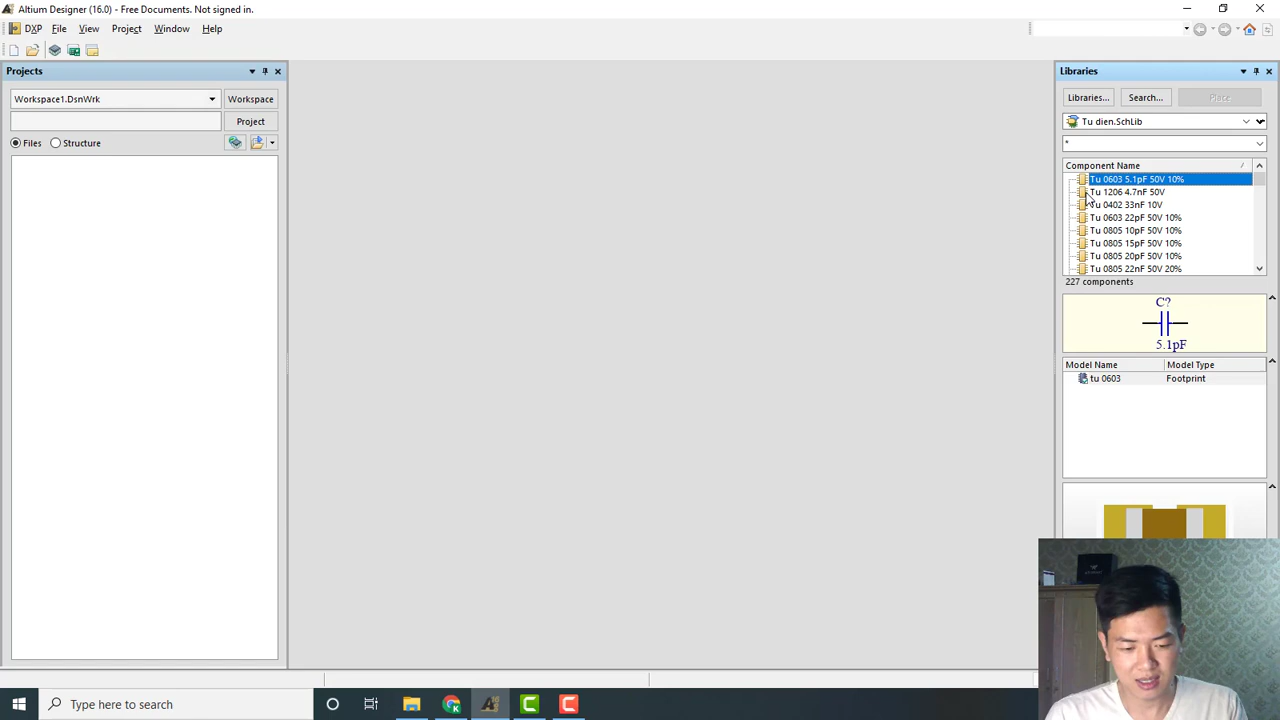 Altium Designer (16.0) - Free Documents. Not signed in.
DXP File View Project Window Help
Projects
Workspace1.DsnWrk
Workspace
Project
Files Structure
Libraries
Libraries... Search... Place
Tu dien.SchLib
*
Component Name
Tu 0603 5.1pF 50V 10%
Tu 1206 4.7nF 50V
Tu 0402 33nF 10V
Tu 0603 22pF 50V 10%
Tu 0805 10pF 50V 10%
Tu 0805 15pF 50V 10%
Tu 0805 20pF 50V 10%
Tu 0805 22nF 50V 20%
227 components
C?
5.1pF
Model Name Model Type
tu 0603 Footprint
Type here to search